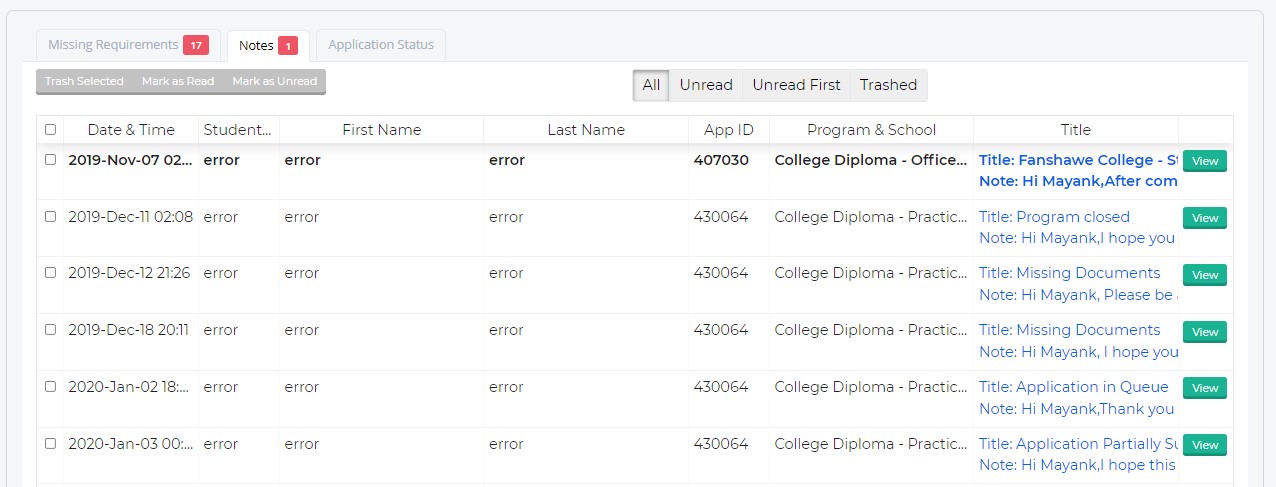 Missing Requirements 17 Notes 1 Application Status
Trash Selected Mark as Read Mark as Unread All Unread Unread First Trashed
Date & Time Student... First Name Last Name App ID Program & School Title
2019-Nov-07 02... error error error 407030 College Diploma - Office... Title: Fanshawe College - View
Note: Hi Mayank,After com
2019-Dec-11 02:08 error error error 430064 College Diploma - Practic... Title: Program closed View
Note: Hi Mayank,I hope you
2019-Dec-12 21:26 error error error 430064 College Diploma - Practic... Title: Missing Documents View
Note: Hi Mayank, Please be
2019-Dec-18 20:11 error error error 430064 College Diploma - Practic... Title: Missing Documents View
Note: Hi Mayank, I hope you
2020-Jan-02 18:... error error error 430064 College Diploma - Practic... Title: Application in Queue View
Note: Hi Mayank,Thank you
2020-Jan-03 00:... error error error 430064 College Diploma - Practic... Title: Application Partially View
Note: Hi Mayank,I hope this